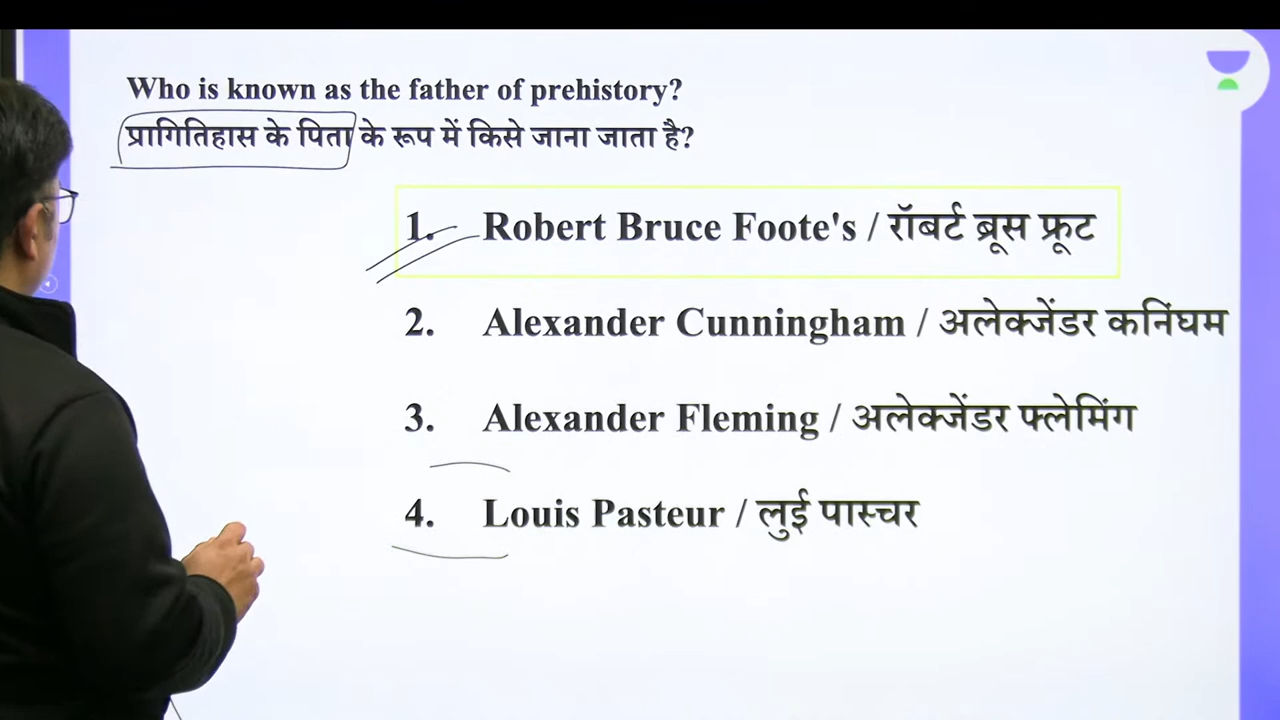 Who is known as the father of prehistory?
प्रागितिहास के पिता के रूप में किसे जाना जाता है?
1. Robert Bruce Foote's / रॉबर्ट ब्रूस फ्रूट
2. Alexander Cunningham / अलेक्जेंडर कनिंघम
3. Alexander Fleming / अलेक्जेंडर फ्लेमिंग
4. Louis Pasteur / लुई पास्चर